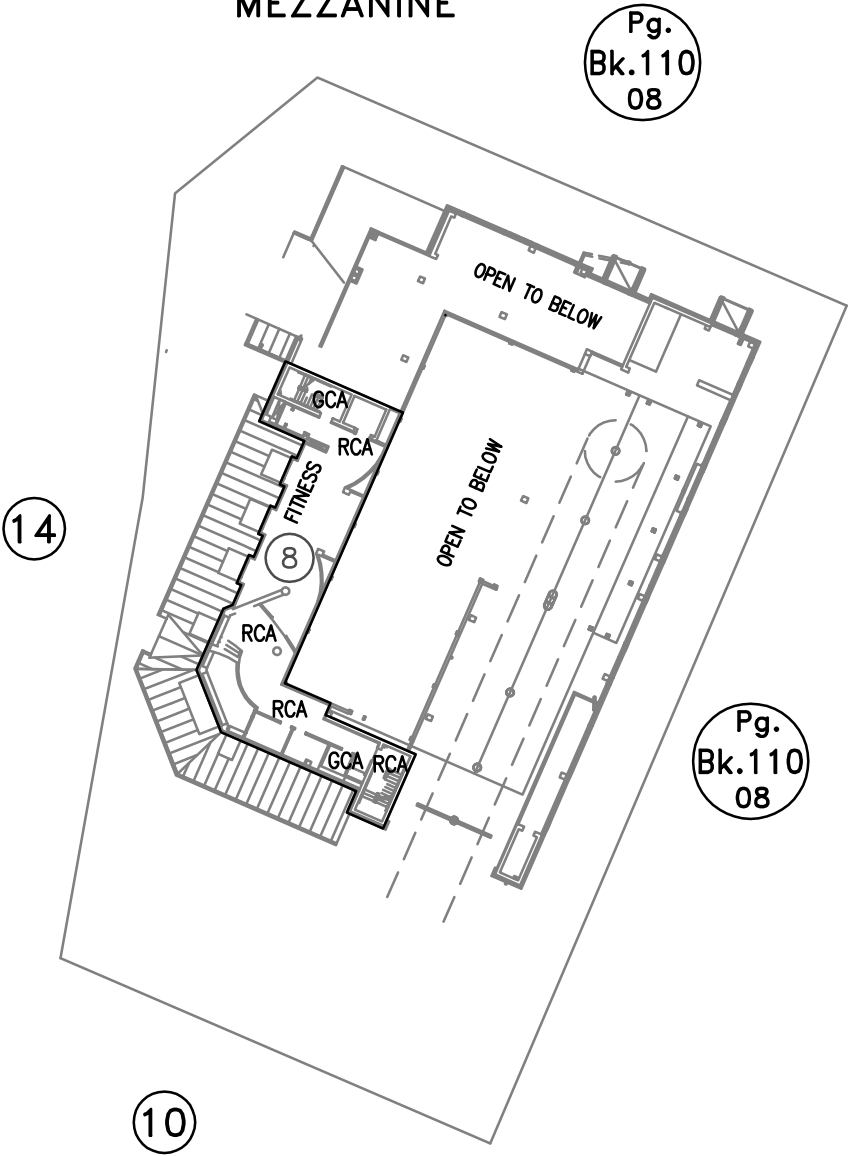 MEZZANINE
Pg.
Bk.110
08
OPEN TO BELOW
GCA
RCA
FITNESS
OPEN TO BELOW
14
8
RCA
RCA
GCA
RCA
Pg.
Bk.110
08
10